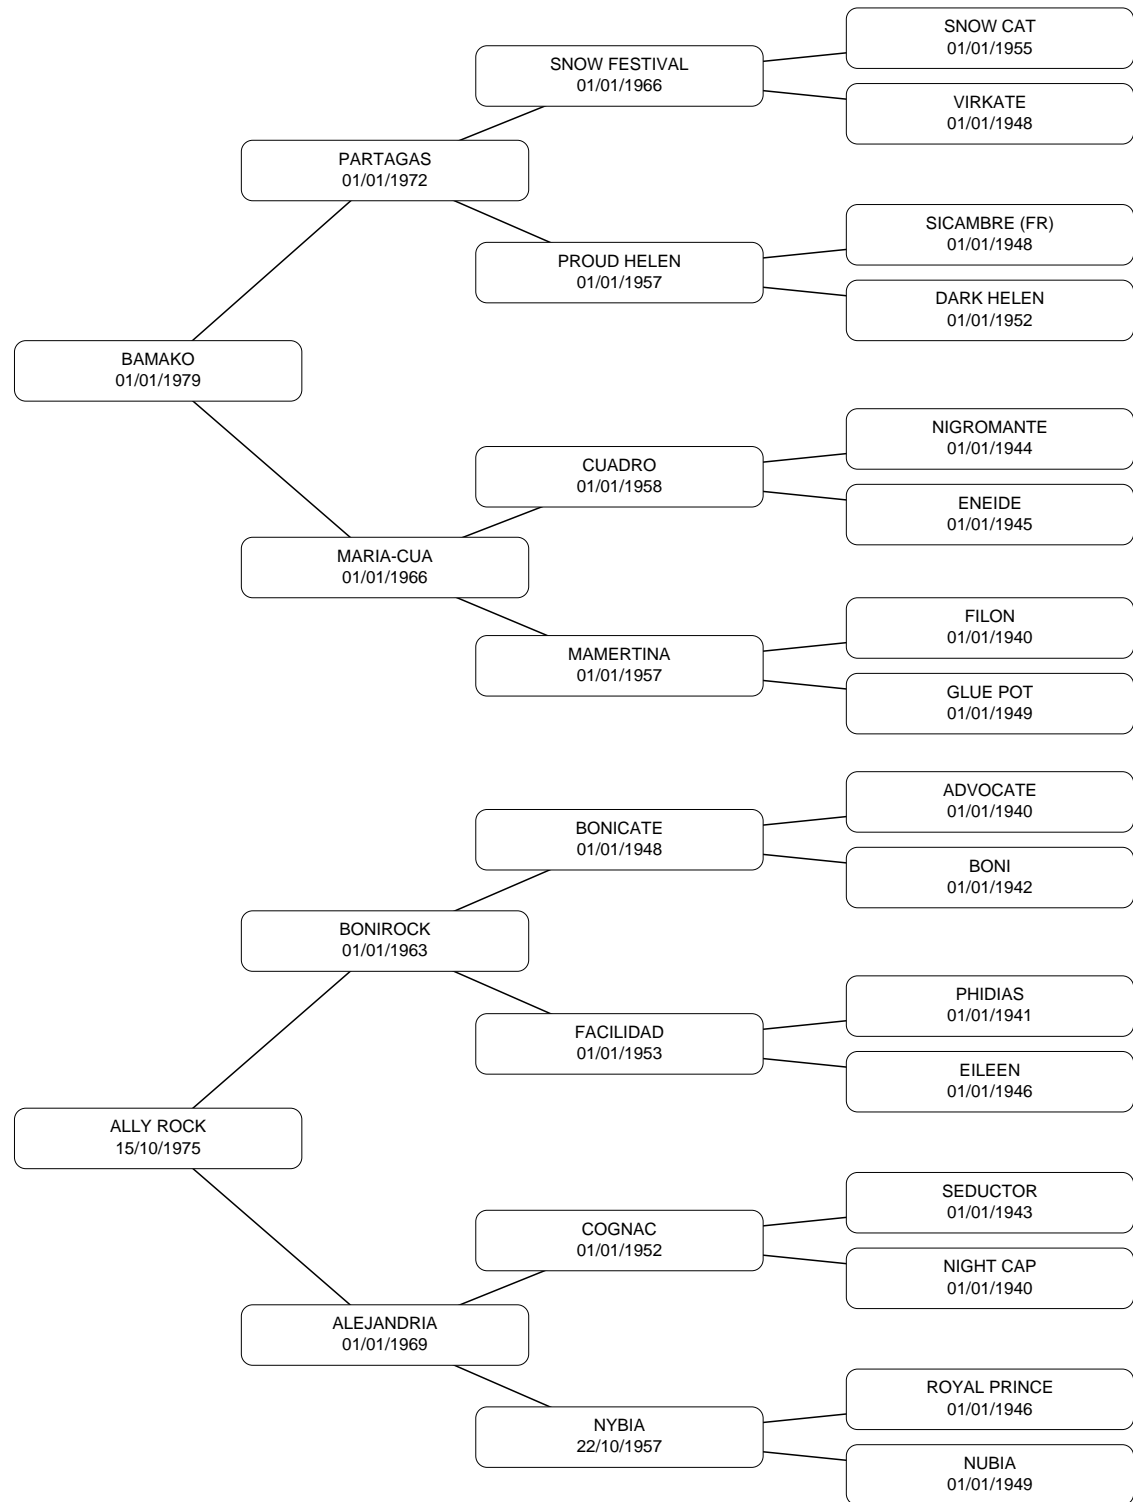 SNOW CAT
01/01/1955
SNOW FESTIVAL
01/01/1966
VIRKATE
01/01/1948
PARTAGAS
01/01/1972
SICAMBRE (FR)
01/01/1948
PROUD HELEN
01/01/1957
DARK HELEN
01/01/1952
BAMAKO
01/01/1979
NIGROMANTE
01/01/1944
CUADRO
01/01/1958
ENEIDE
01/01/1945
MARIA-CUA
01/01/1966
FILON
01/01/1940
MAMERTINA
01/01/1957
GLUE POT
01/01/1949
ADVOCATE
01/01/1940
BONICATE
01/01/1948
BONI
01/01/1942
BONIROCK
01/01/1963
PHIDIAS
01/01/1941
FACILIDAD
01/01/1953
EILEEN
01/01/1946
ALLY ROCK
15/10/1975
SEDUCTOR
01/01/1943
COGNAC
01/01/1952
NIGHT CAP
01/01/1940
ALEJANDRIA
01/01/1969
ROYAL PRINCE
01/01/1946
NYBIA
22/10/1957
NUBIA
01/01/1949